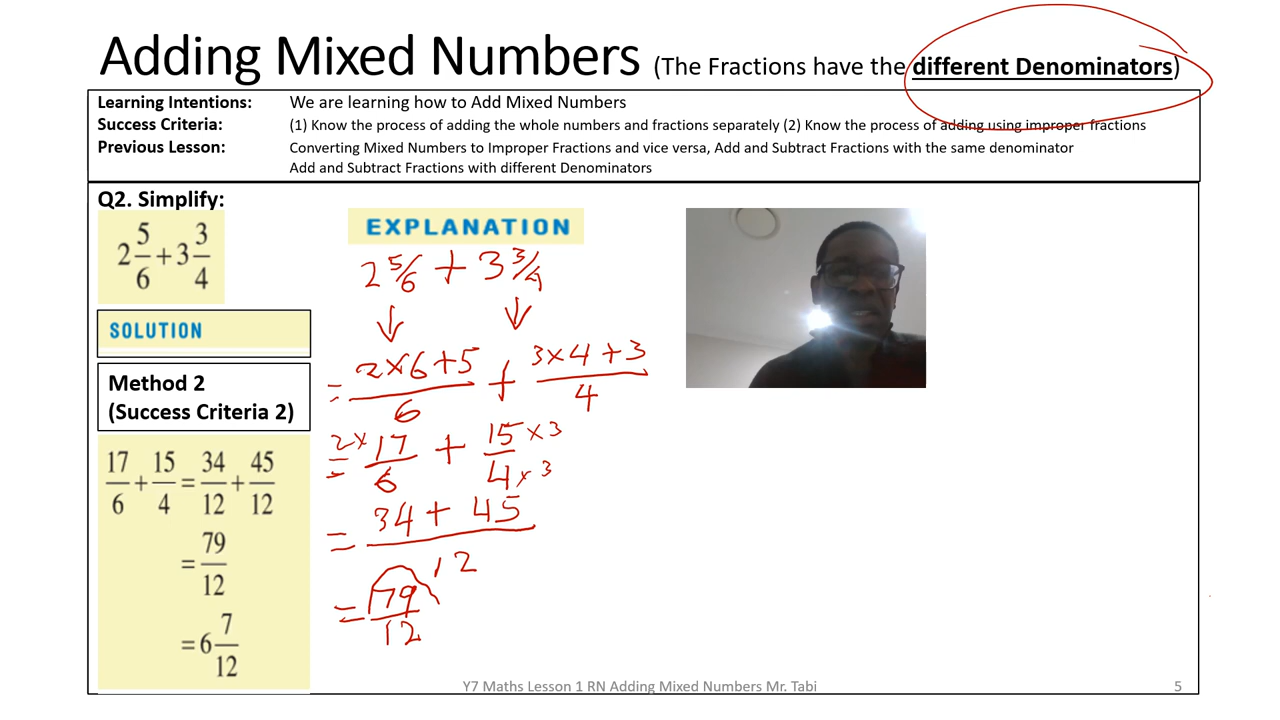 Adding Mixed Numbers (The Fractions have the different Denominators)
Learning Intentions: We are learning how to Add Mixed Numbers
Success Criteria: (1) Know the process of adding the whole numbers and fractions separately (2) Know the process of adding using improper fractions
Previous Lesson: Converting Mixed Numbers to Improper Fractions and vice versa, Add and Subtract Fractions with the same denominator
Add and Subtract Fractions with different Denominators
Q2. Simplify:
2 5/6 + 3 3/4
SOLUTION
Method 2
(Success Criteria 2)
17/6 + 15/4 = 34/12 + 45/12
= 79/12
= 6 7/12
EXPLANATION
2 5/6 + 3 3/4
= 2×6+5/6 + 3×4+3/4
= 2× 17/6 + 15×3/4×3
= 34 + 45/12
= 79/12
Y7 Maths Lesson 1 RN Adding Mixed Numbers Mr. Tabi 5